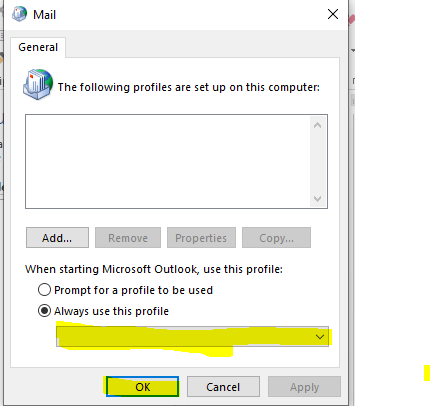 Mail
General
The following profiles are set up on this computer:
Add... Remove Properties Copy...
When starting Microsoft Outlook, use this profile:
Prompt for a profile to be used
Always use this profile
OK Cancel Apply